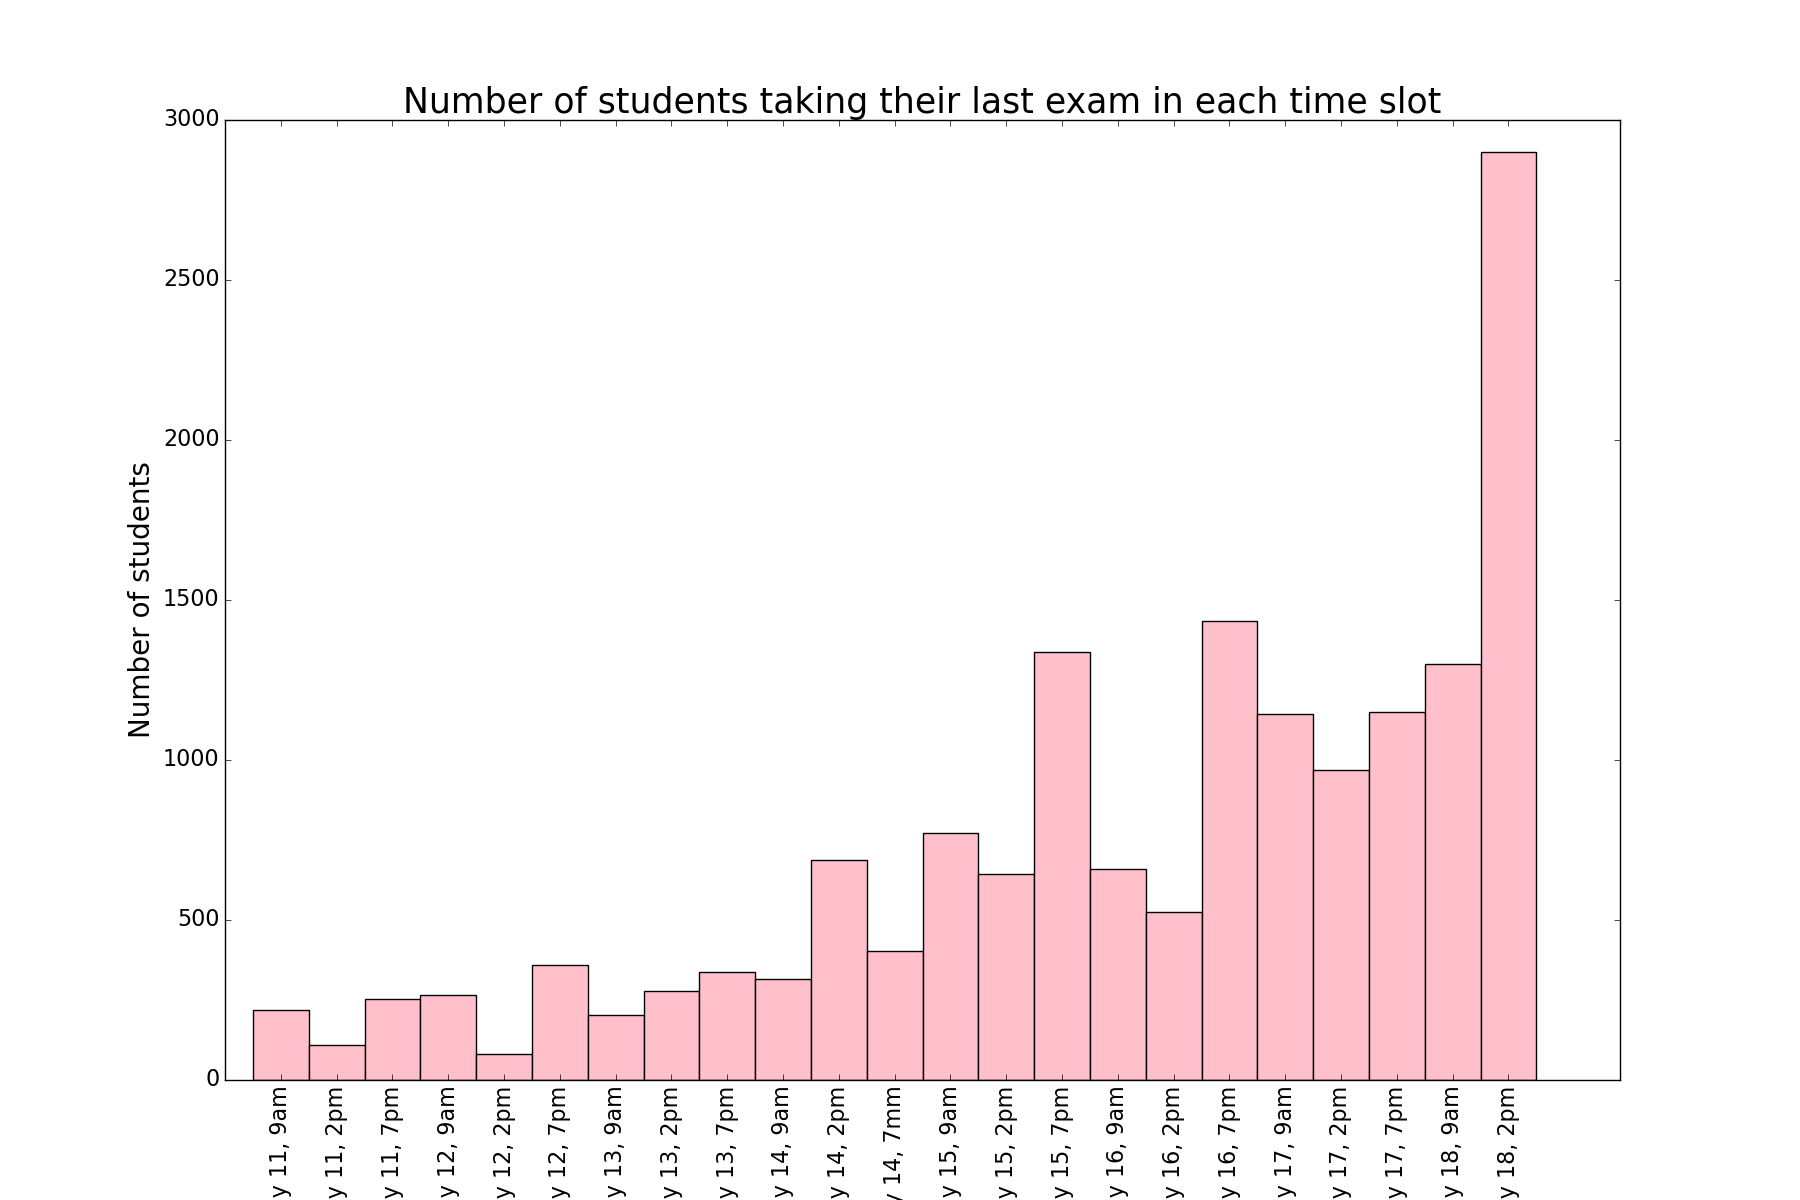 Number of students taking their last exam in each time slot
Number of students
3000
2500
2000
1500
1000
500
0
y 11, 9am
y 11, 2pm
y 11, 7pm
y 12, 9am
y 12, 2pm
y 12, 7pm
y 13, 9am
y 13, 2pm
y 13, 7pm
y 14, 9am
y 14, 2pm
y 14, 7mm
y 15, 9am
y 15, 2pm
y 15, 7pm
y 16, 9am
y 16, 2pm
y 16, 7pm
y 17, 9am
y 17, 2pm
y 17, 7pm
y 18, 9am
y 18, 2pm